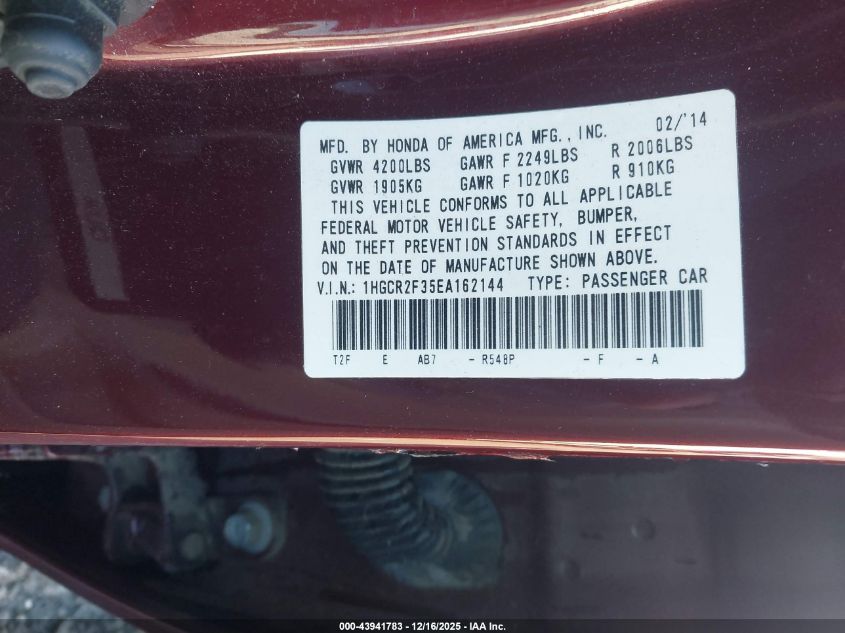 MFD. BY HONDA OF AMERICA MFG., INC. 02/'14
GVWR 4200LBS GAWR F 2249LBS R 2006LBS
GVWR 1905KG GAWR F 1020KG R 910KG
THIS VEHICLE CONFORMS TO ALL APPLICABLE
FEDERAL MOTOR VEHICLE SAFETY, BUMPER,
AND THEFT PREVENTION STANDARDS IN EFFECT
ON THE DATE OF MANUFACTURE SHOWN ABOVE.
V.I.N.: 1HGCR2F35EA162144 TYPE: PASSENGER CAR
T2F E AB7 - R548P - F - A
000-43941783 - 12/16/2025 - IAA Inc.